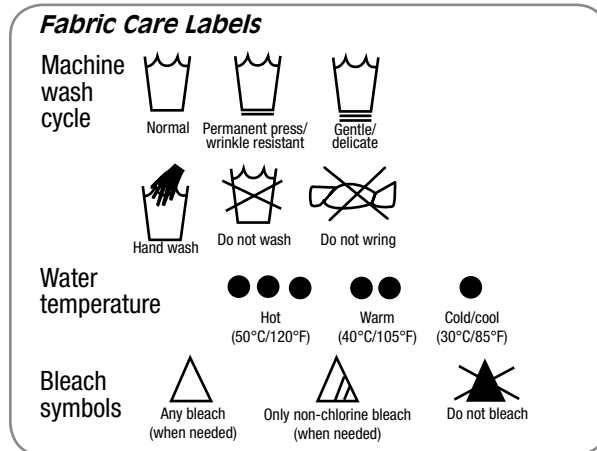 Fabric Care Labels
Machine
wash
cycle
Normal
Permanent press/
wrinkle resistant
Gentle/
delicate
Hand wash
Do not wash
Do not wring
Water
temperature
Hot
(50°C/120°F)
Warm
(40°C/105°F)
Cold/cool
(30°C/85°F)
Bleach
symbols
Any bleach
(when needed)
Only non-chlorine bleach
(when needed)
Do not bleach